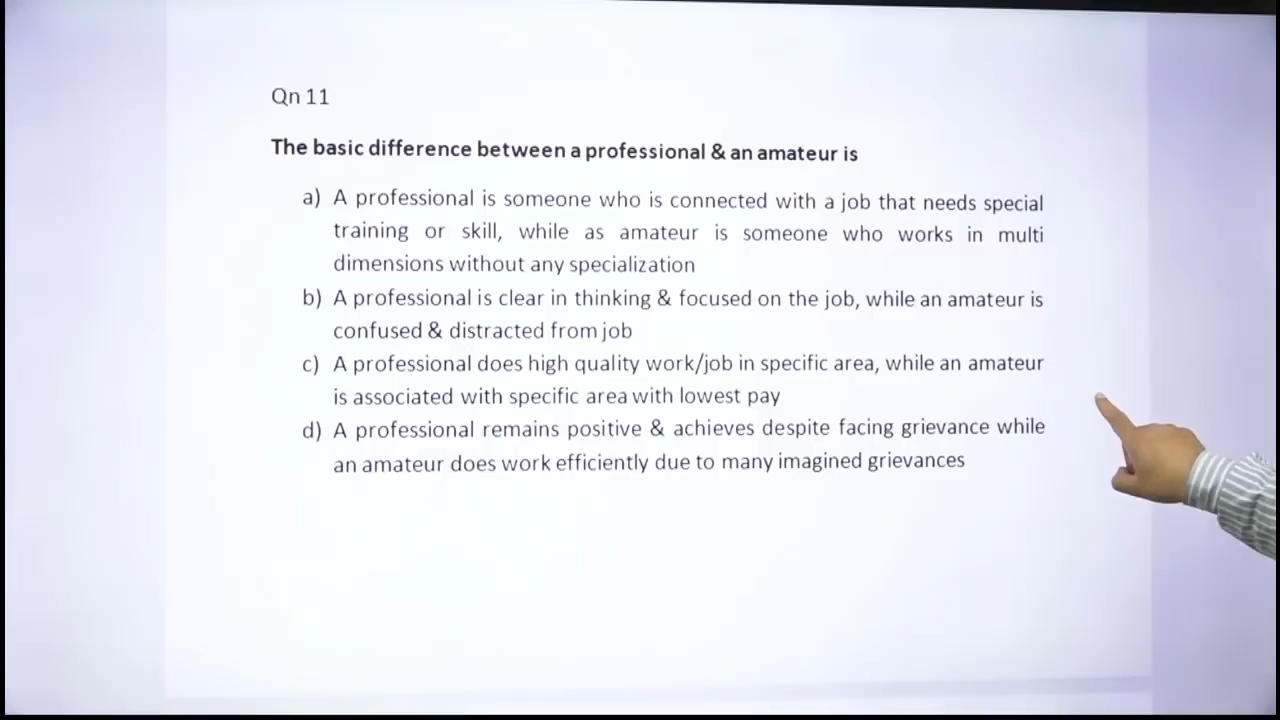 Qn 11
The basic difference between a professional & an amateur is
a) A professional is someone who is connected with a job that needs special
training or skill, while as amateur is someone who works in multi
dimensions without any specialization
b) A professional is clear in thinking & focused on the job, while an amateur is
confused & distracted from job
c) A professional does high quality work/job in specific area, while an amateur
is associated with specific area with lowest pay
d) A professional remains positive & achieves despite facing grievance while
an amateur does work efficiently due to many imagined grievances